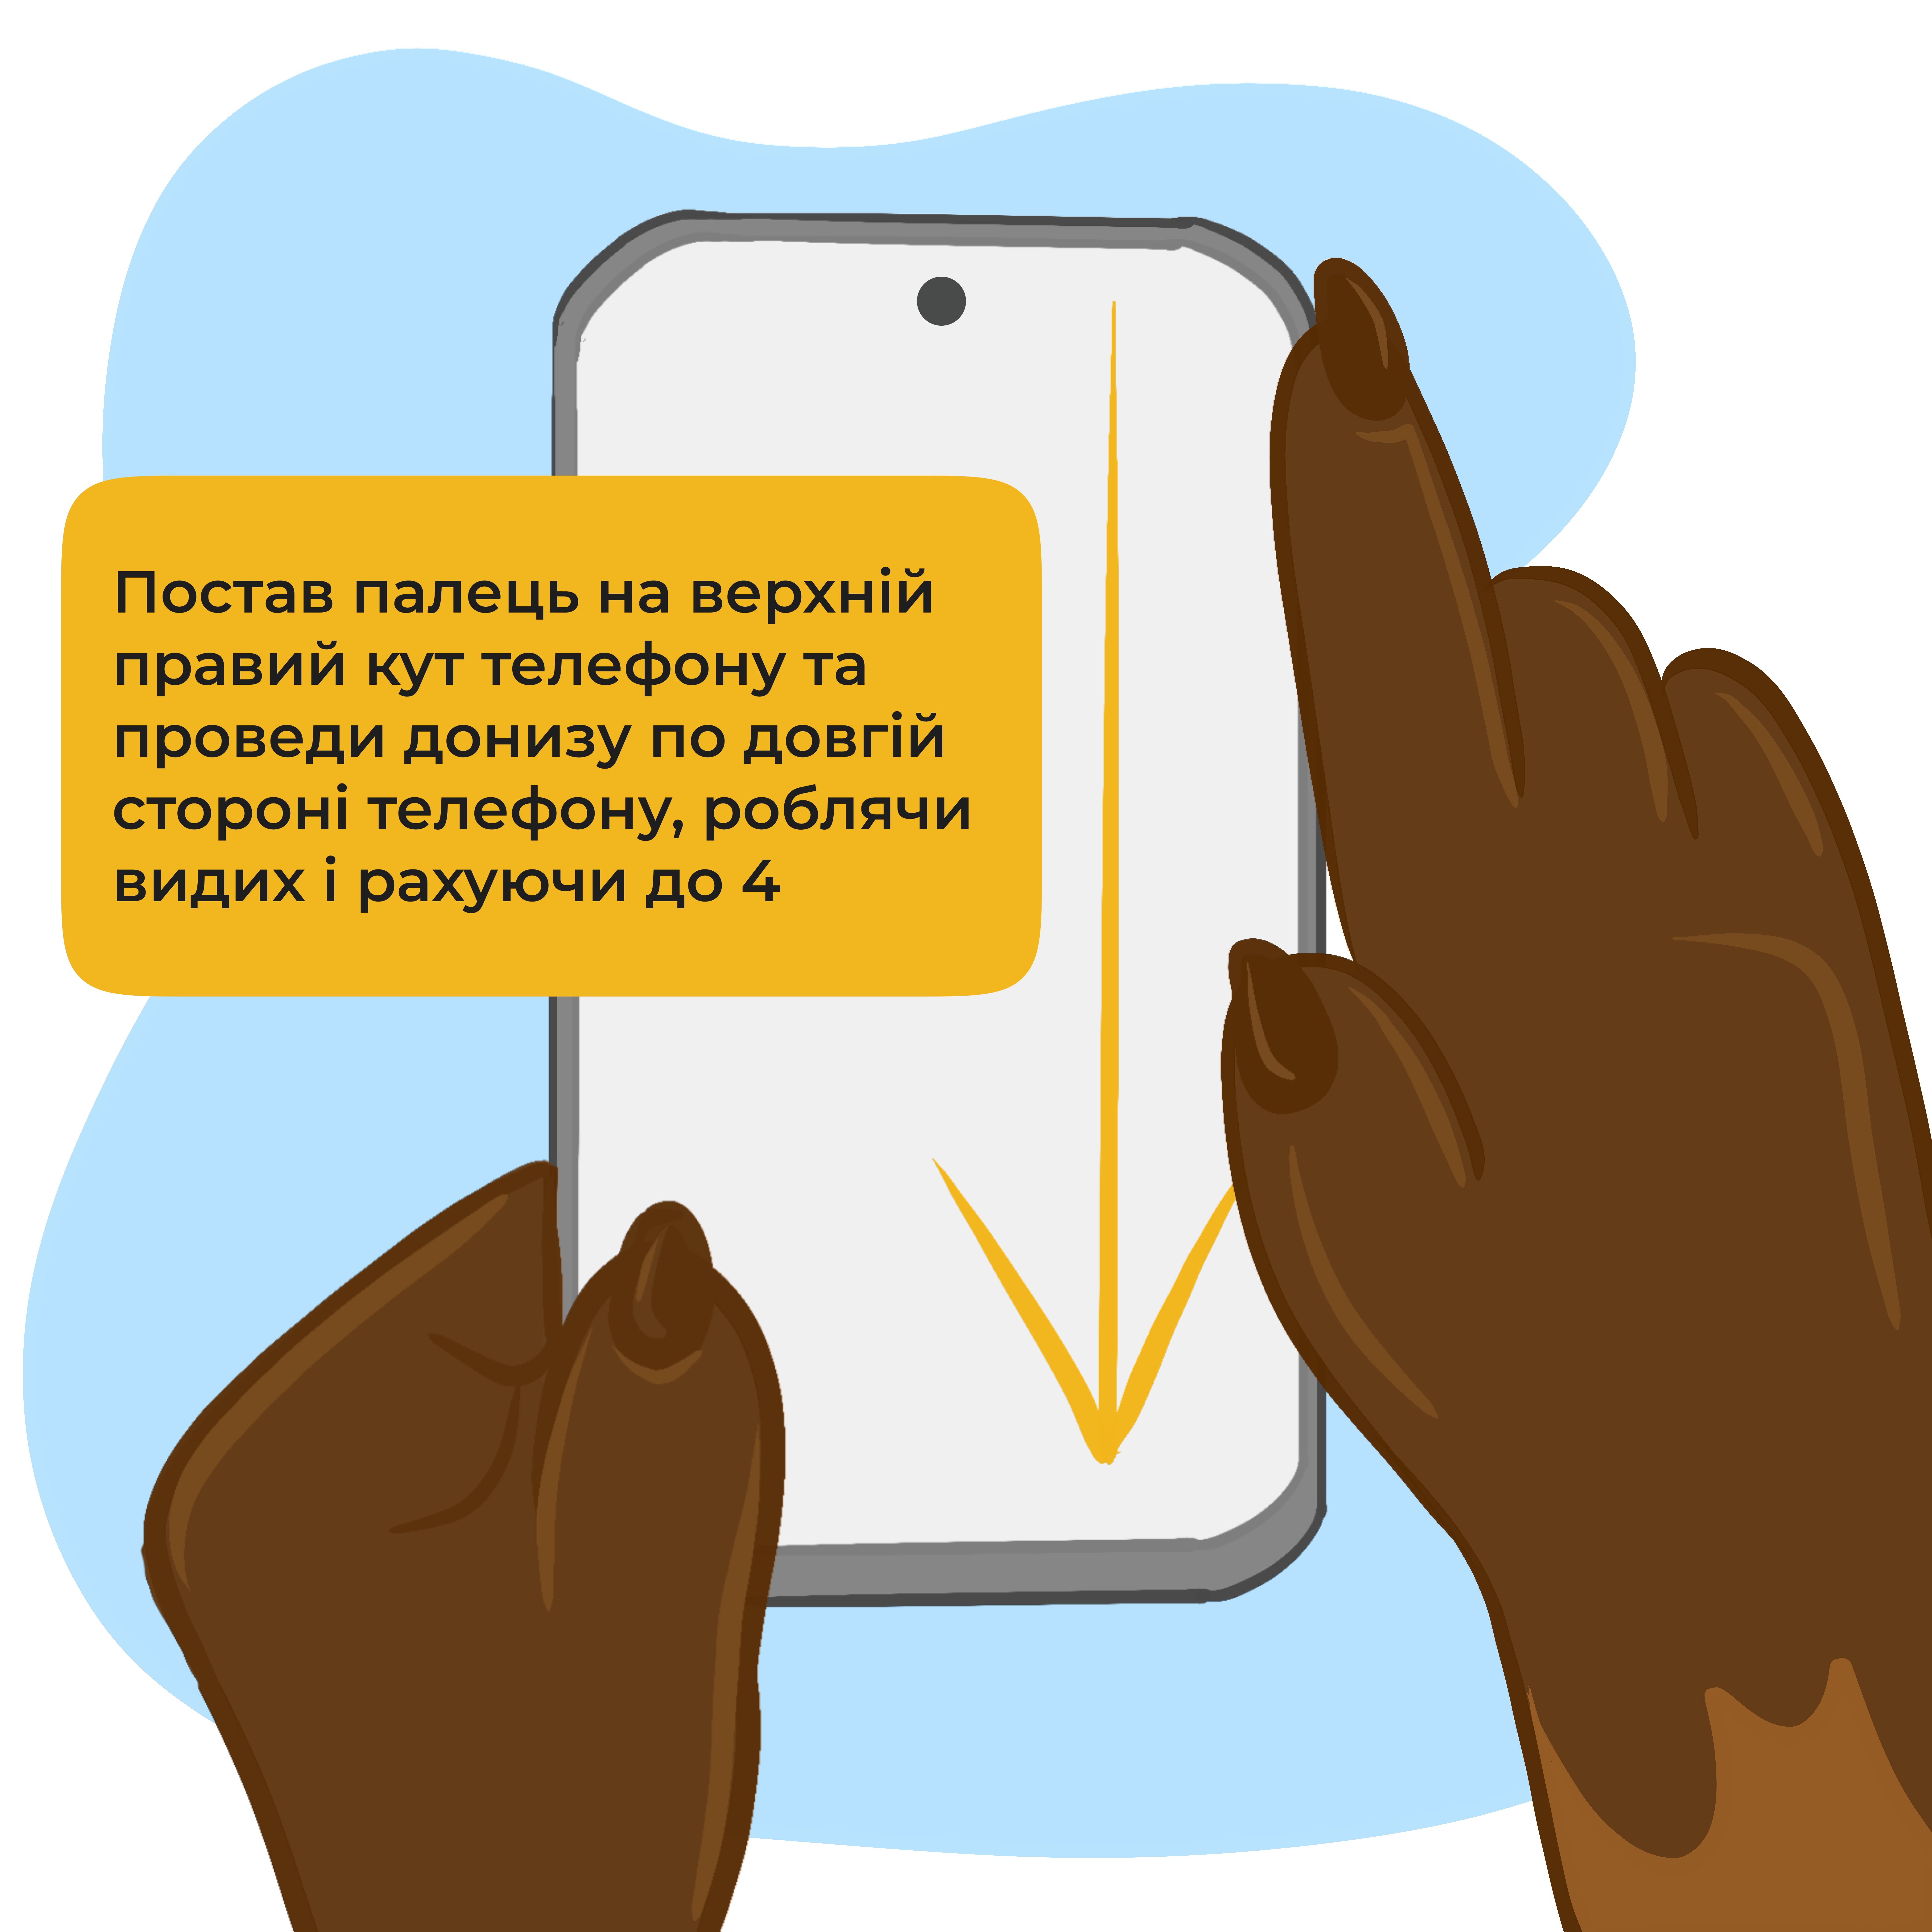 Постав палець на верхній
правий кут телефону та
проведи донизу по довгій
стороні телефону, роблячи
видих і рахуючи до 4